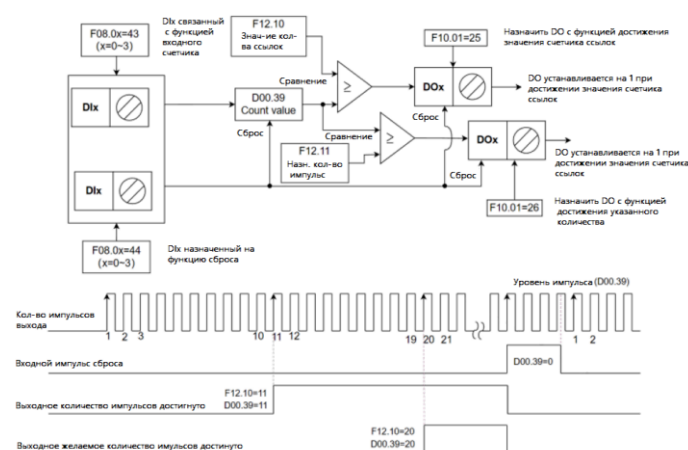 F08.0x=43
(x=0~3)
DIx связанный
с функцией
входного
счетчика
F12.10
Знач-ие кол-
ва ссылок
F10.01=25
Назначить DO с функцией достижения
значения счетчика
ссылок
DIx
Сравнение
≥
DOx
DO устанавливается на 1 при
достижении значения счетчика
ссылок
D00.39
Count value
Сброс
Сброс
Сравнение
F12.11
Назн. кол-во
импульс
≥
DOx
DO устанавливается на 1 при
достижении значения счетчика
ссылок
DIx
Сброс
F10.01=26
Назначить DO с функцией
достижения указанного
количества
F08.0x=44
(x=0~3)
DIx назначенный на
функцию сброса
Уровень импульса (D00.39)
Кол-во импульсов
выхода
1 2 3 10 11 12 19 20 21 1 2
Входной импульс сброса
D00.39=0
F12.10=11
D00.39=11
Выходное количество импульсов достигнуто
F12.10=20
D00.39=20
Выходное желаемое количество имульсов достинуто